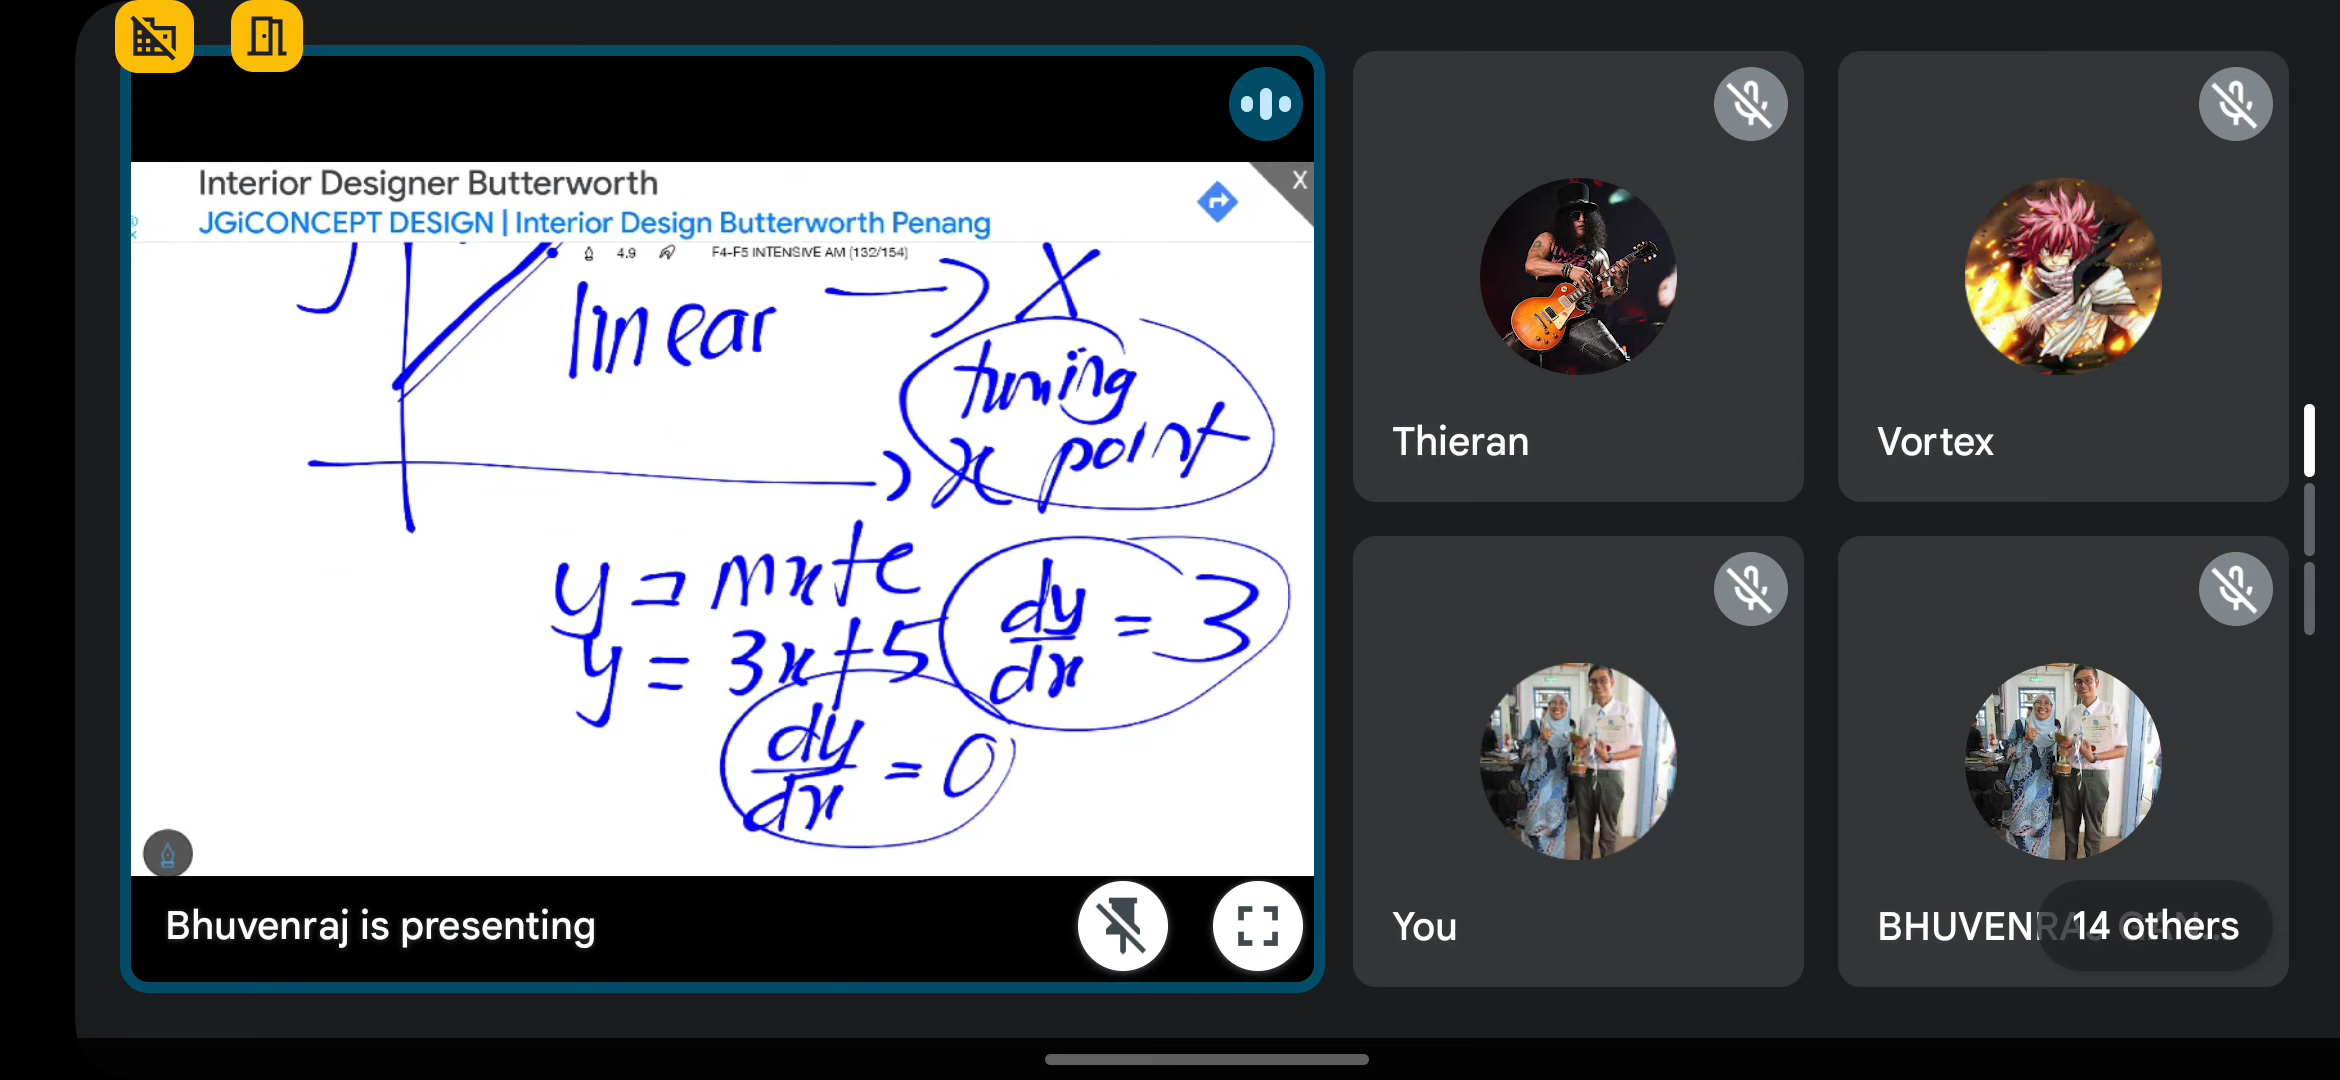 Interior Designer Butterworth
JGiCONCEPT DESIGN | Interior Design Butterworth Penang
X
4.9 F4-F5 INTENSIVE AM (132/154)
linear → X
turning
x point
y = mx+c
dy/dx = 3
y = 3x+5
dy/dx = 0
Bhuvenraj is presenting
Thieran
Vortex
You
BHUVENRAJ
14 others